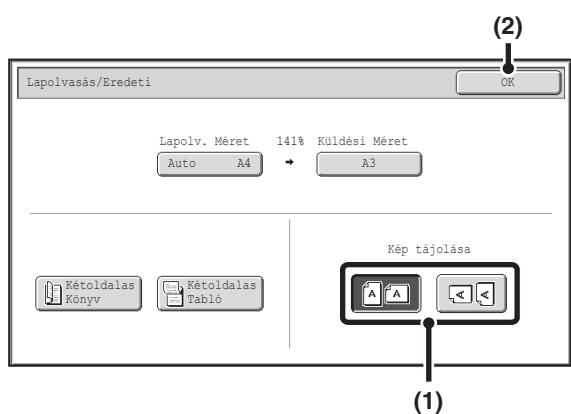 (2)
Lapolvasás/Eredeti OK
Lapolv. Méret 141% Küldési Méret
Auto A4 → A3
Kép tájolása
Kétoldalas
Könyv
Kétoldalas
Tabló
A A A A
(1)